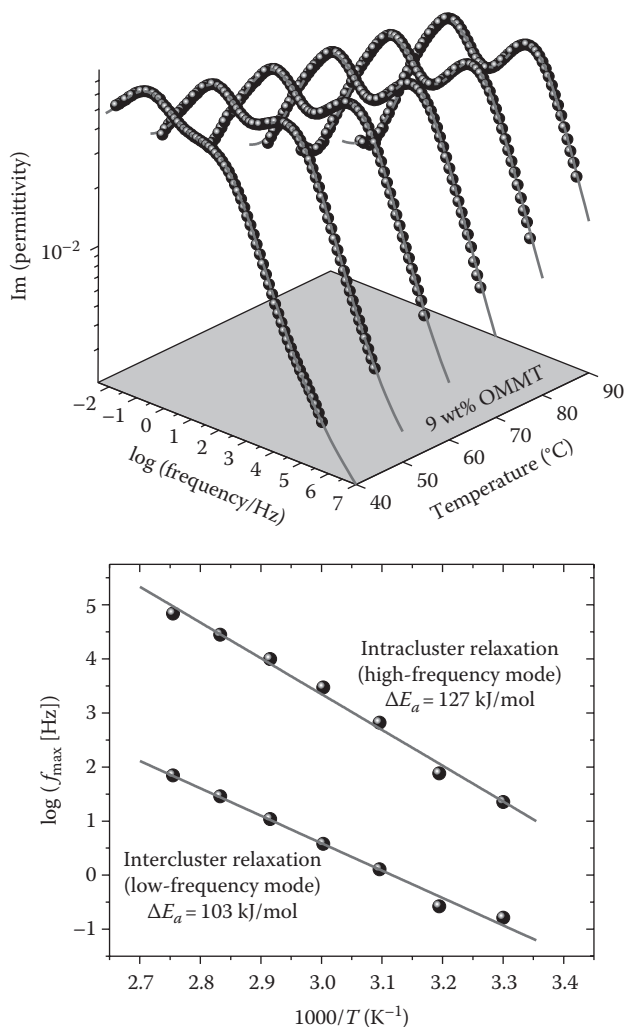 Im (permittivity)
10⁻²
−2
−1
0
1
2
3
4
5
6
7
log (frequency/Hz)
40
50
60
70
80
90
Temperature (°C)
9 wt% OMMT
5
4
3
2
1
0
−1
log (f_max [Hz])
Intracluster relaxation
(high-frequency mode)
ΔE_a = 127 kJ/mol
Intercluster relaxation
(low-frequency mode)
ΔE_a = 103 kJ/mol
2.7 2.8 2.9 3.0 3.1 3.2 3.3 3.4
1000/T (K⁻¹)